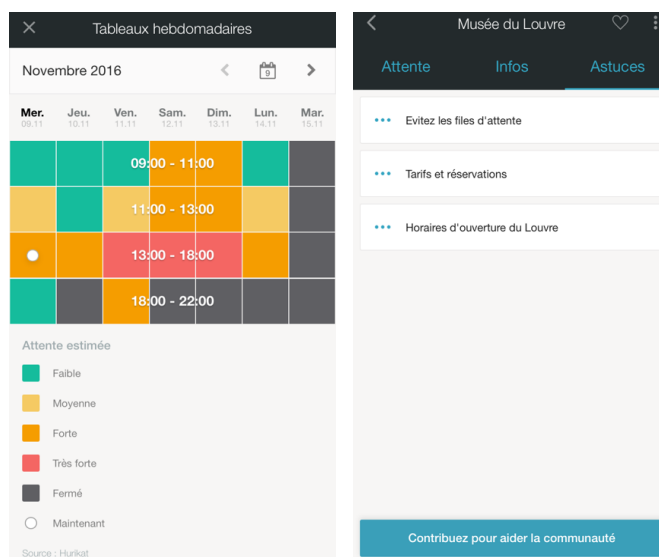 Tableaux hebdomadaires
Novembre 2016
9
Mer. Jeu. Ven. Sam. Dim. Lun. Mar.
09.11 10.11 11.11 12.11 13.11 14.11 15.11
09:00 - 11:00
11:00 - 13:00
13:00 - 18:00
18:00 - 22:00
Attente estimée
Faible
Moyenne
Forte
Très forte
Fermé
Maintenant
Source : Hurikat
Musée du Louvre
Attente Infos Astuces
Evitez les files d'attente
Tarifs et réservations
Horaires d'ouverture du Louvre
Contribuez pour aider la communauté